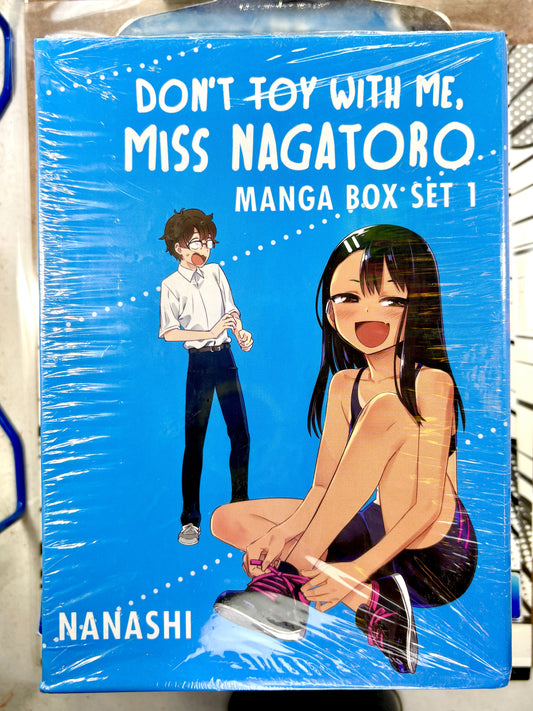 DON'T TOY WITH ME,
MISS NAGATORO
MANGA BOX SET 1
NANASHI